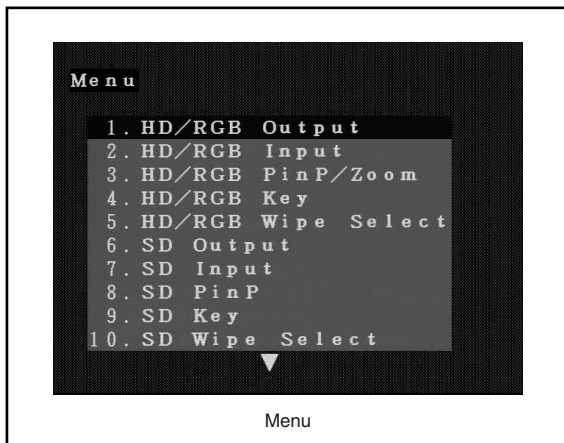 Menu
1. HD/RGB Output
2. HD/RGB Input
3. HD/RGB PinP/Zoom
4. HD/RGB Key
5. HD/RGB Wipe Select
6. SD Output
7. SD Input
8. SD PinP
9. SD Key
10. SD Wipe Select
Menu